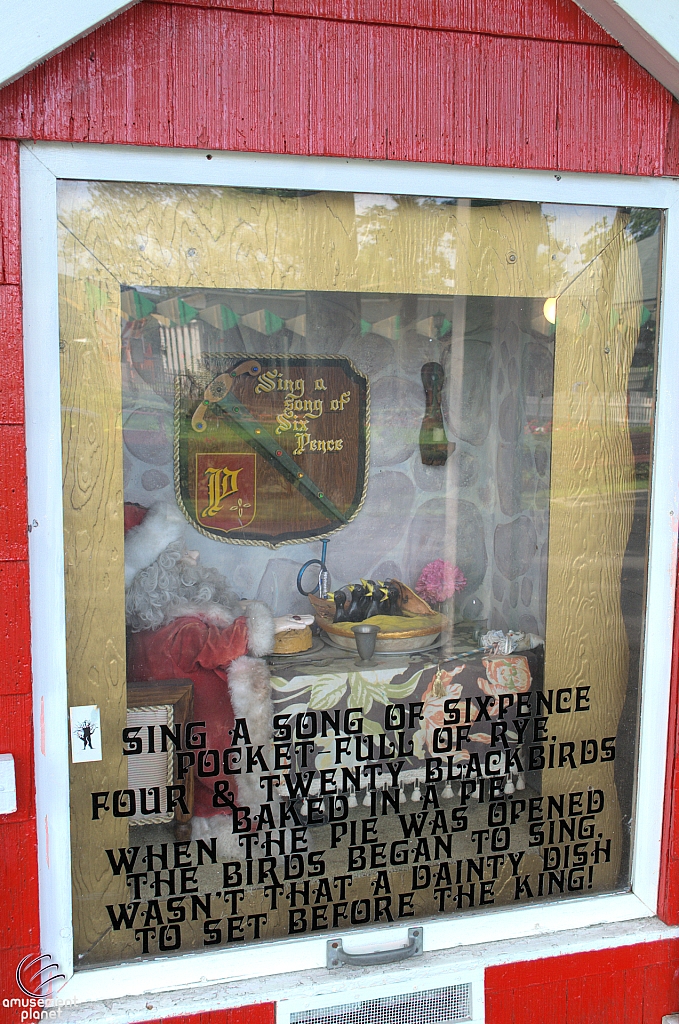 Sing a
Song of
Six
Pence
P
SING A SONG OF SIXPENCE
POCKET-FULL OF RYE,
FOUR & TWENTY BLACKBIRDS
BAKED IN A PIE.
WHEN THE PIE WAS OPENED
THE BIRDS BEGAN TO SING,
WASN'T THAT A DAINTY DISH
TO SET BEFORE THE KING!
amusement
planet